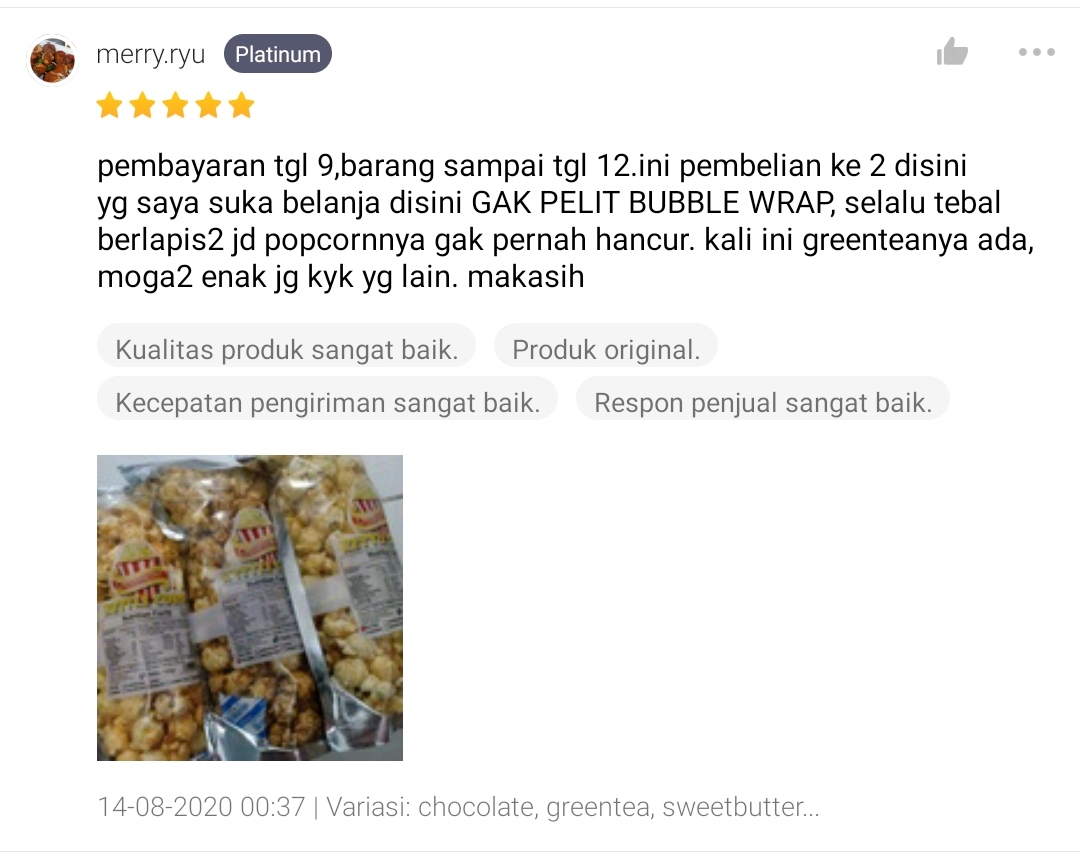 merry.ryu
Platinum
pembayaran tgl 9,barang sampai tgl 12.ini pembelian ke 2 disini
yg saya suka belanja disini GAK PELIT BUBBLE WRAP, selalu tebal
berlapis2 jd popcornnya gak pernah hancur. kali ini greenteanya ada,
moga2 enak jg kyk yg lain. makasih
Kualitas produk sangat baik.
Produk original.
Kecepatan pengiriman sangat baik.
Respon penjual sangat baik.
14-08-2020 00:37 | Variasi: chocolate, greentea, sweetbutter...